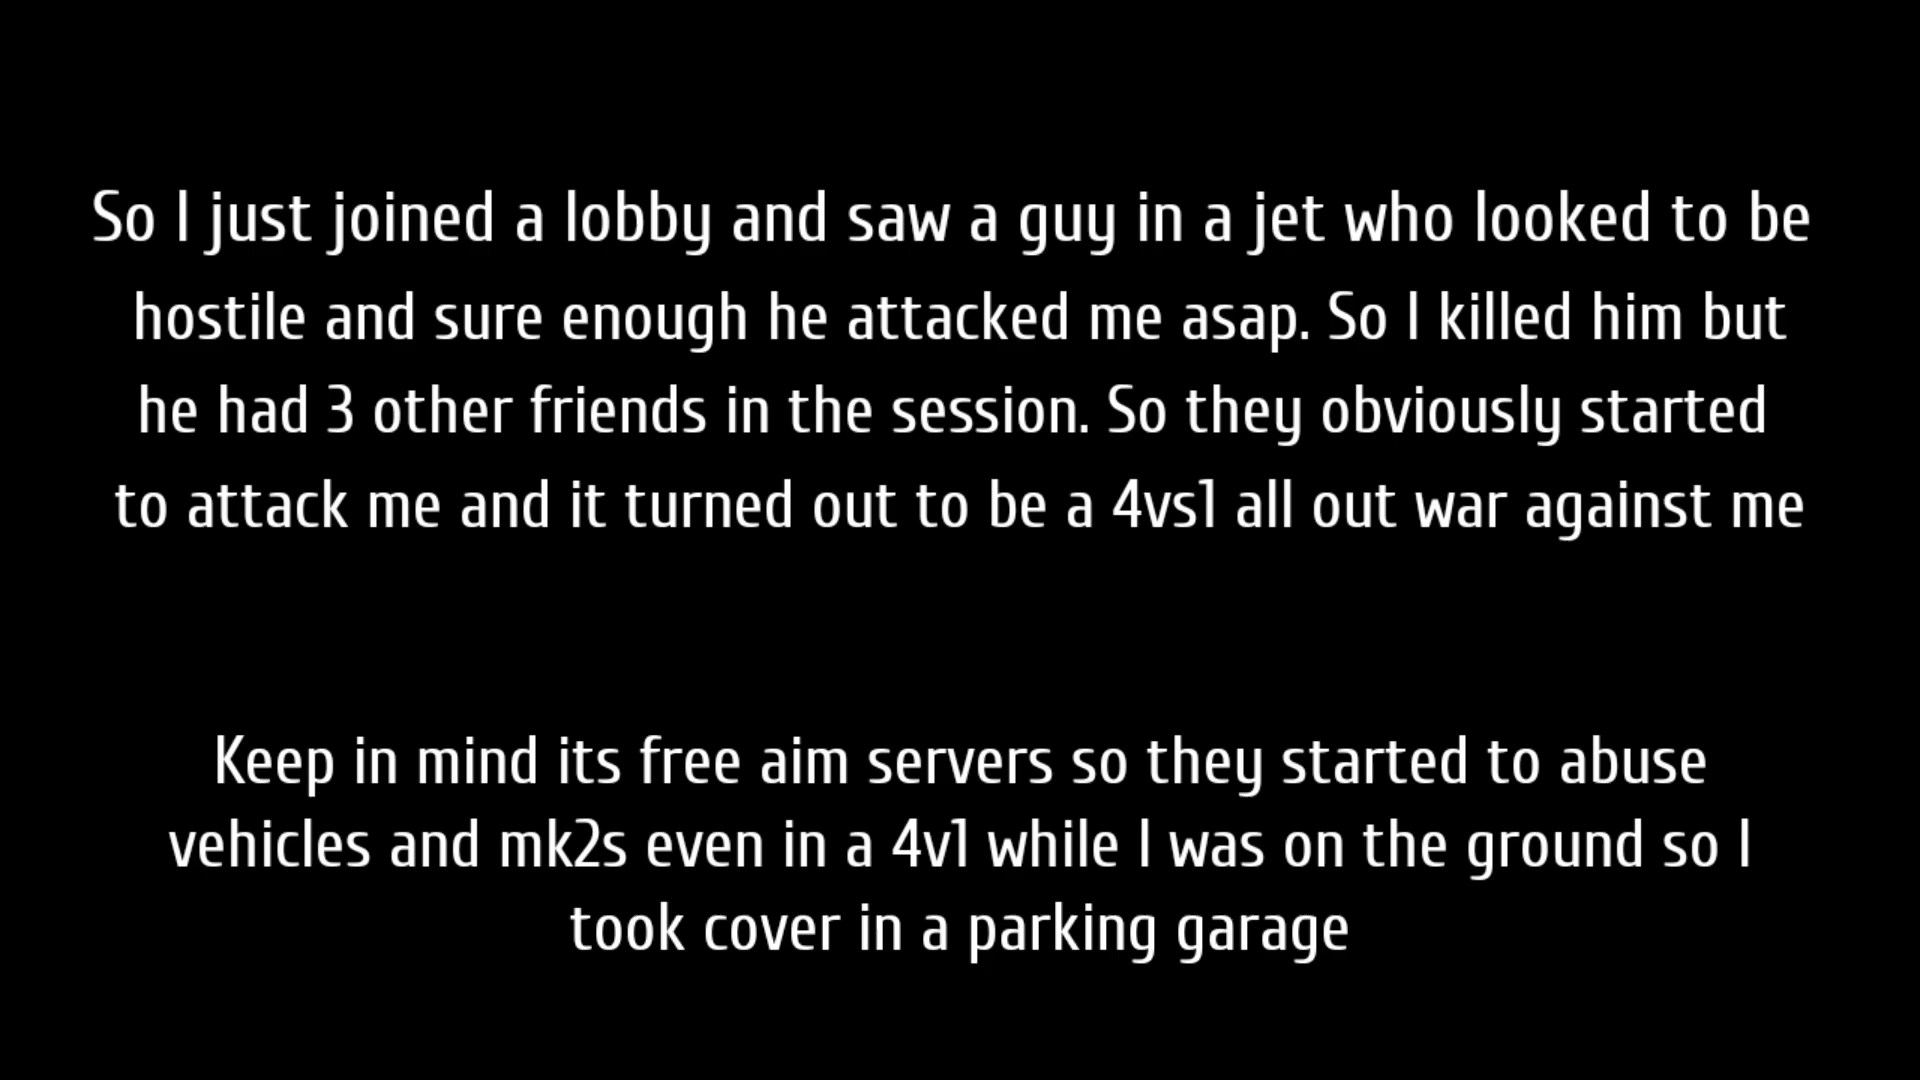 So I just joined a lobby and saw a guy in a jet who looked to be
hostile and sure enough he attacked me asap. So I killed him but
he had 3 other friends in the session. So they obviously started
to attack me and it turned out to be a 4vs1 all out war against me
Keep in mind its free aim servers so they started to abuse
vehicles and mk2s even in a 4v1 while I was on the ground so I
took cover in a parking garage